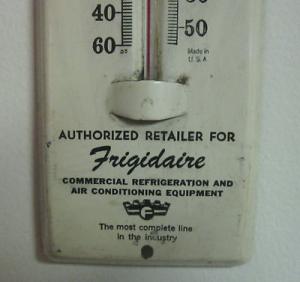 40
60
50
Made in
U.S.A
AUTHORIZED RETAILER FOR
Frigidaire
COMMERCIAL REFRIGERATION AND
AIR CONDITIONING EQUIPMENT
F
The most complete line
in the industry